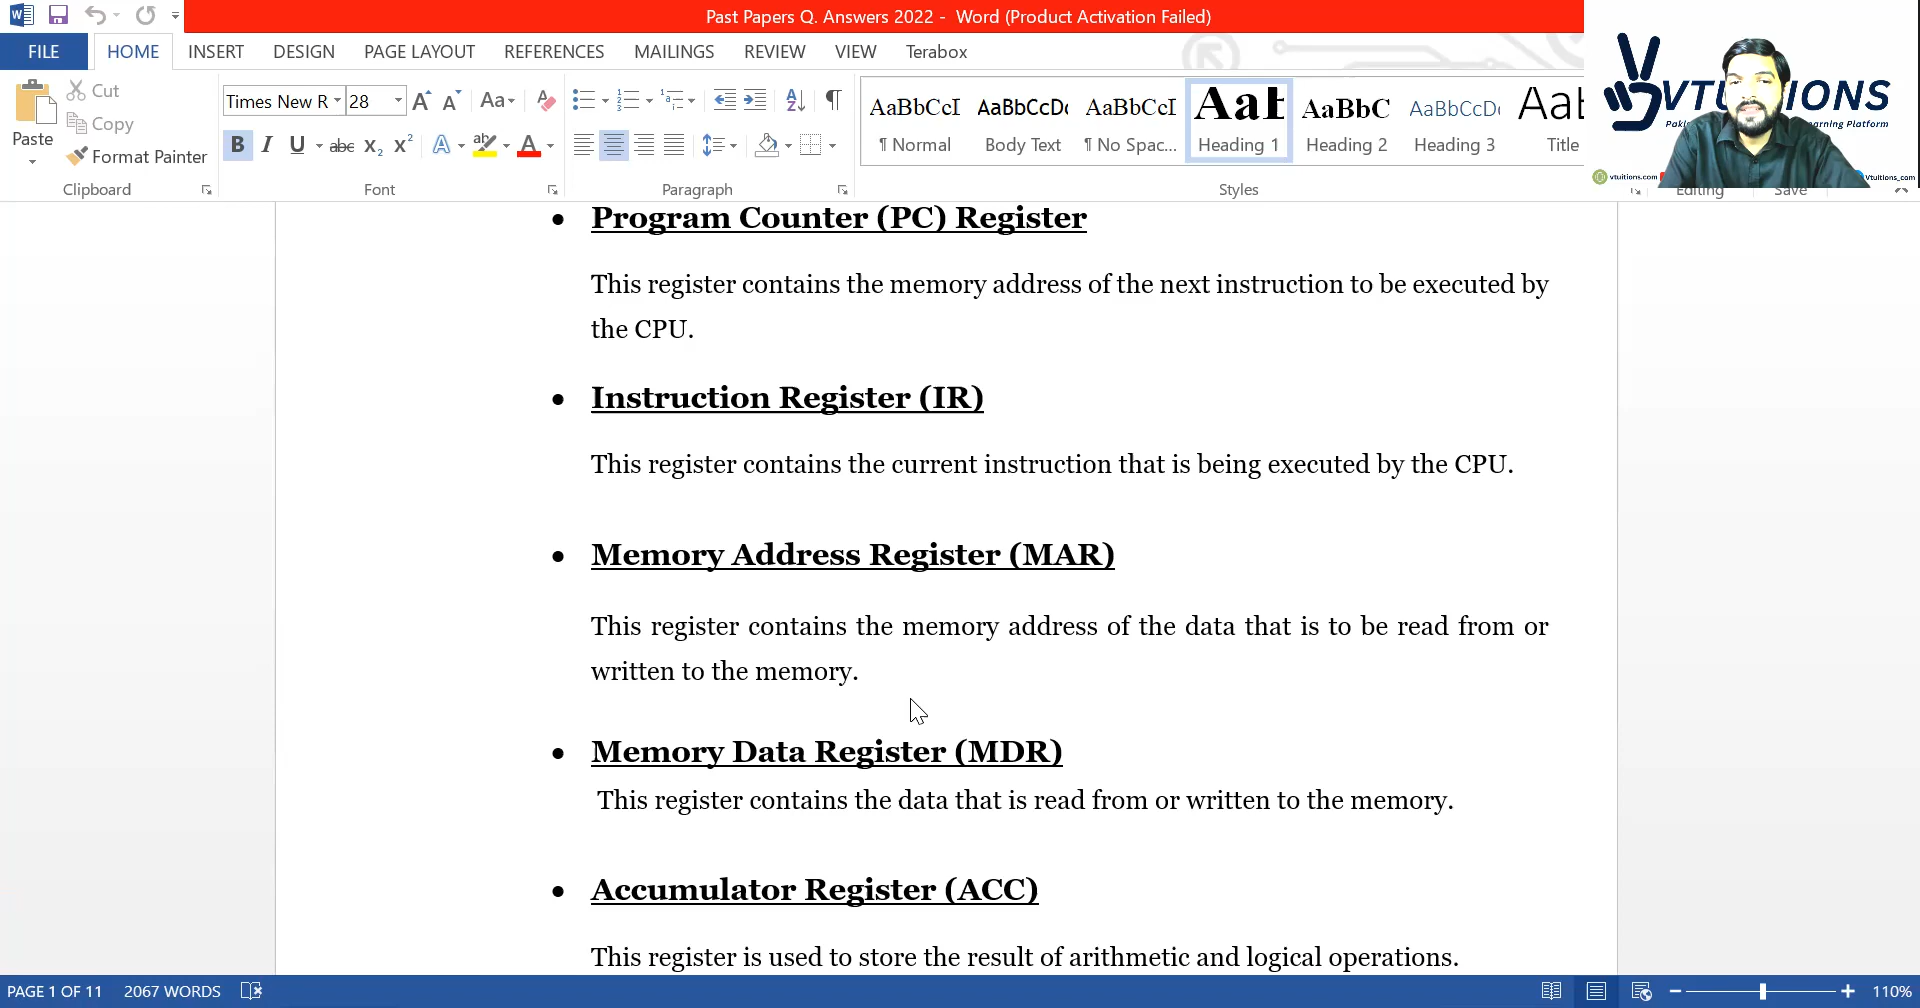 Past Papers Q. Answers 2022 - Word (Product Activation Failed)
FILE HOME INSERT DESIGN PAGE LAYOUT REFERENCES MAILINGS REVIEW VIEW Terabox
Cut
Copy
Format Painter
Paste
Clipboard
Times New R 28
Font
Paragraph
AaBbCcI AaBbCcDc AaBbCcI AaB AaBbC AaBbCcDc AaB
¶ Normal Body Text ¶ No Spac... Heading 1 Heading 2 Heading 3 Title
Styles
Editing Save
vtuitions.com
Vtuitions_com
• Program Counter (PC) Register
This register contains the memory address of the next instruction to be executed by
the CPU.
• Instruction Register (IR)
This register contains the current instruction that is being executed by the CPU.
• Memory Address Register (MAR)
This register contains the memory address of the data that is to be read from or
written to the memory.
• Memory Data Register (MDR)
This register contains the data that is read from or written to the memory.
• Accumulator Register (ACC)
This register is used to store the result of arithmetic and logical operations.
PAGE 1 OF 11 2067 WORDS 110%